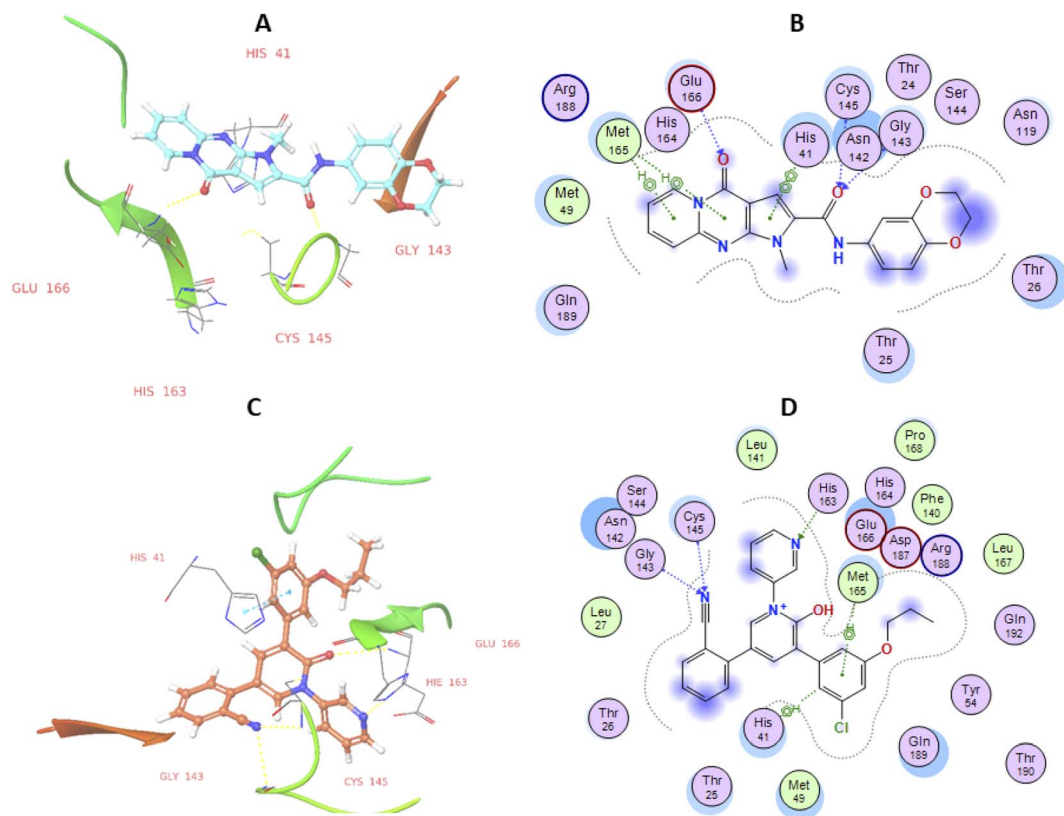 A
HIS 41
GLY 143
GLU 166
CYS 145
HIS 163
B
Arg
188
Glu
166
Met
165
His
164
Met
49
Gln
189
His
41
Cys
145
Asn
142
Gly
143
Thr
24
Ser
144
Asn
119
Thr
26
Thr
25
H
H
O
N
N
N
O
N
H
O
O
C
HIS 41
GLU 166
HIE 163
GLY 143
CYS 145
D
Leu
141
Pro
168
Ser
144
Asn
142
Gly
143
Cys
145
His
163
His
164
Phe
140
Glu
166
Asp
187
Arg
188
Leu
167
Met
165
Leu
27
Gln
192
Tyr
54
Thr
26
His
41
Gln
189
Thr
190
Thr
25
Met
49
N
N
N+
OH
H
O
H
Cl